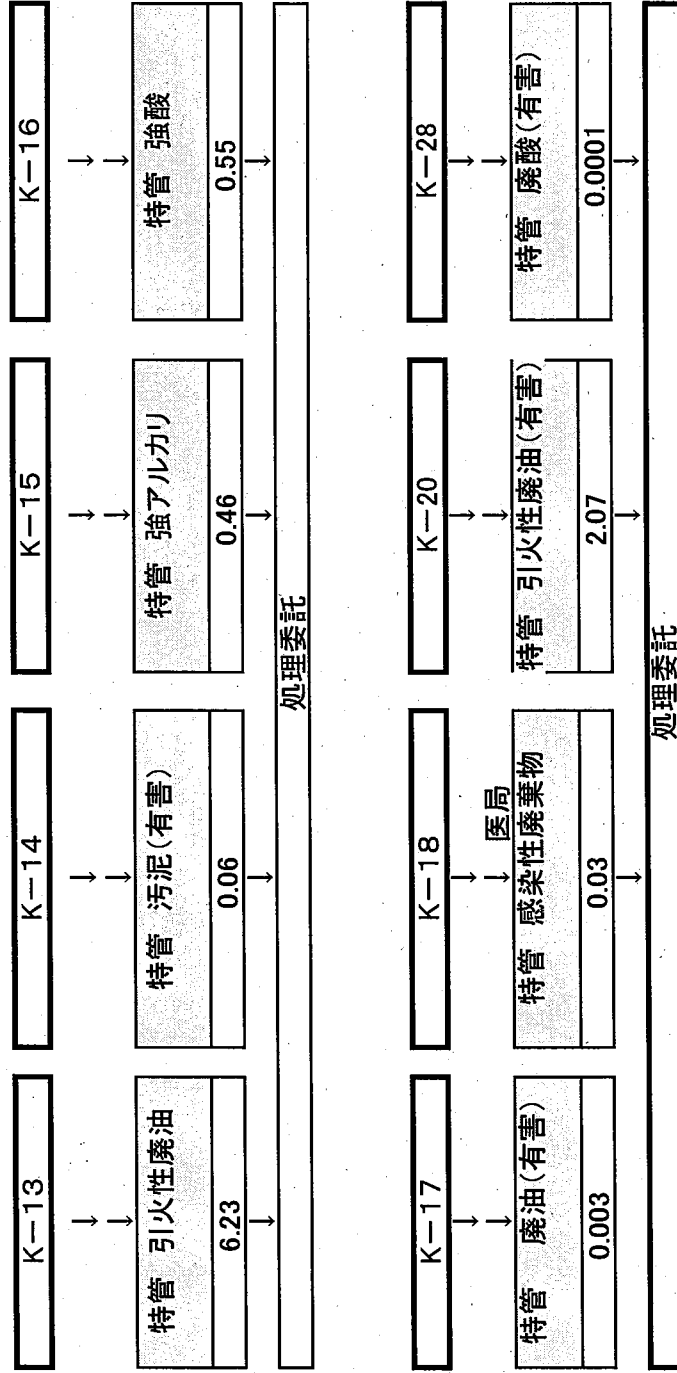 K－13
K－14
K－15
K－16
↓
↓
↓
↓
↓
↓
↓
↓
特管 引火性廃油
特管 汚泥(有害)
特管 強アルカリ
特管 強酸
6.23
0.06
0.46
0.55
↓
↓
↓
↓
処理委託
K－17
K－18
K－20
K－28
↓
↓
↓
↓
↓
↓
↓
↓
医局
特管 廃油(有害)
特管 感染性廃棄物
特管 引火性廃油(有害)
特管 廃酸(有害)
0.003
0.03
2.07
0.0001
↓
↓
↓
処理委託